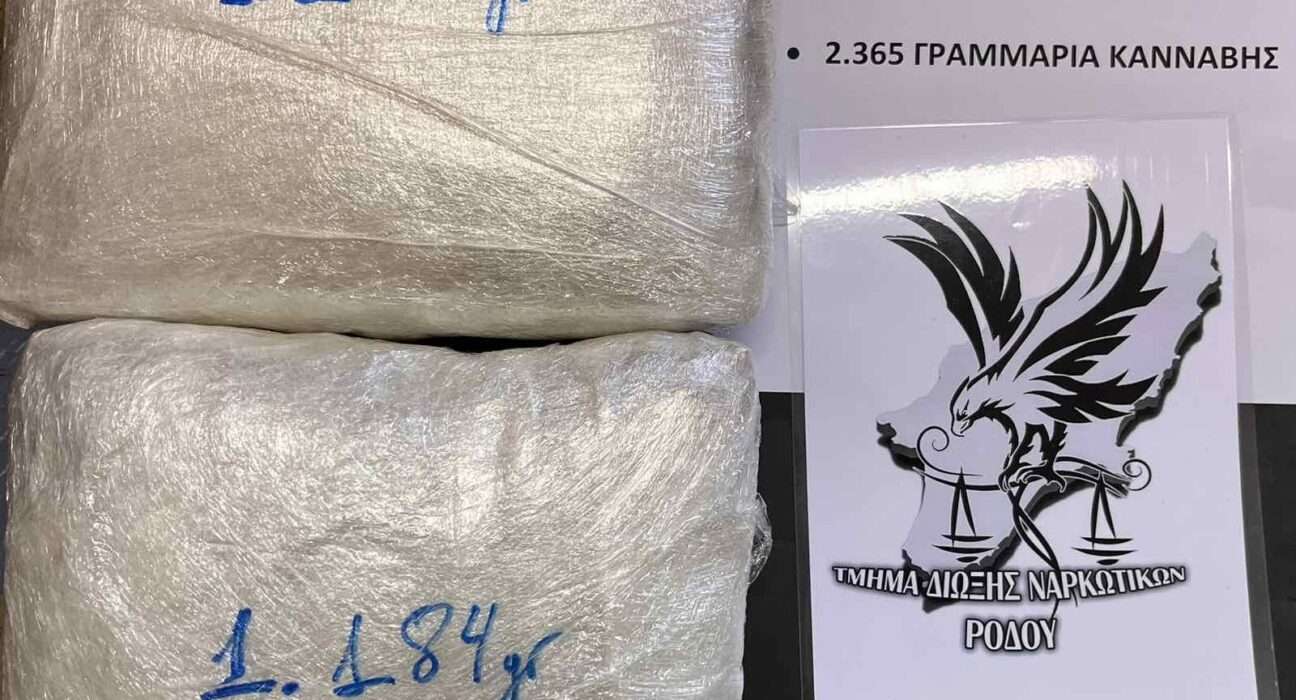 • 2.365 ΓΡΑΜΜΑΡΙΑ ΚΑΝΝΑΒΗΣ
1.184gr
ΤΜΗΜΑ ΔΙΩΞΗΣ ΝΑΡΚΩΤΙΚΩΝ
ΡΟΔΟΥ